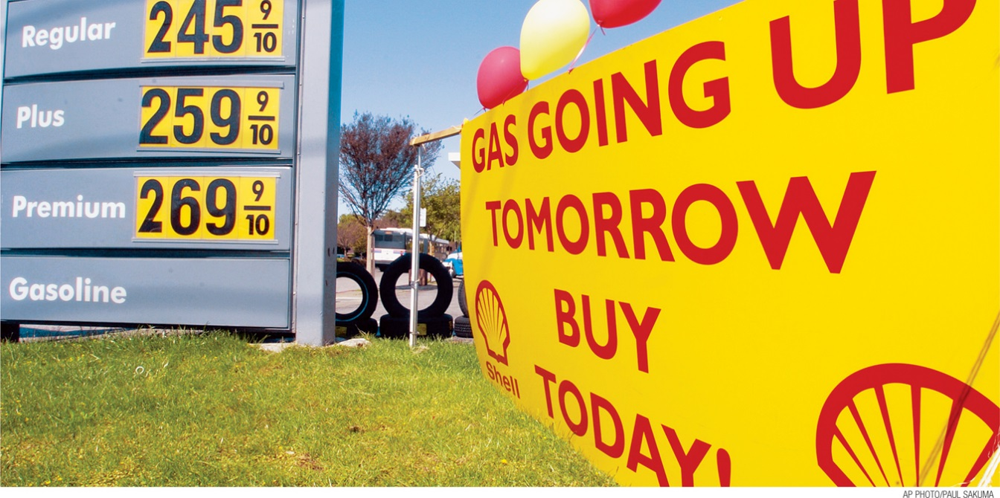 Regular 245 9/10
Plus 259 9/10
Premium 269 9/10
Gasoline
GAS GOING UP
TOMORROW
BUY
TODAY!
Shell
AP PHOTO/PAUL SAKUMA